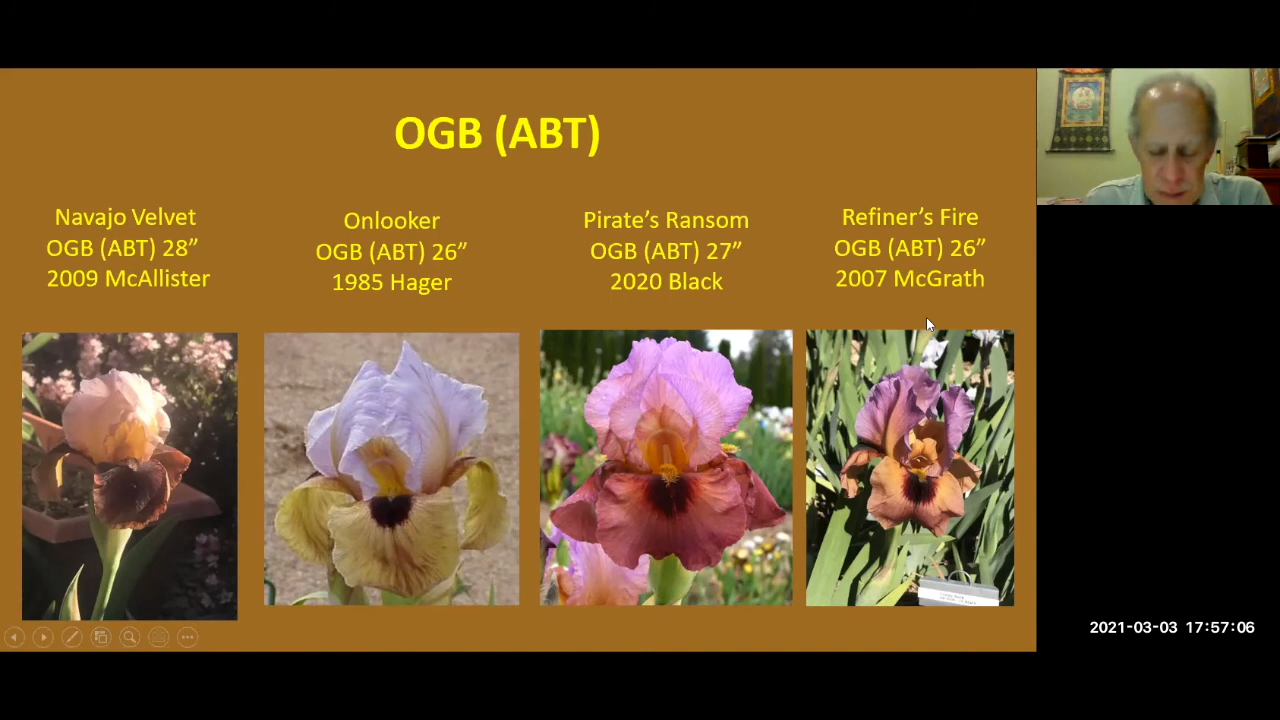 OGB (ABT)
Navajo Velvet
OGB (ABT) 28”
2009 McAllister
Onlooker
OGB (ABT) 26”
1985 Hager
Pirate’s Ransom
OGB (ABT) 27”
2020 Black
Refiner’s Fire
OGB (ABT) 26”
2007 McGrath
2021-03-03 17:57:06